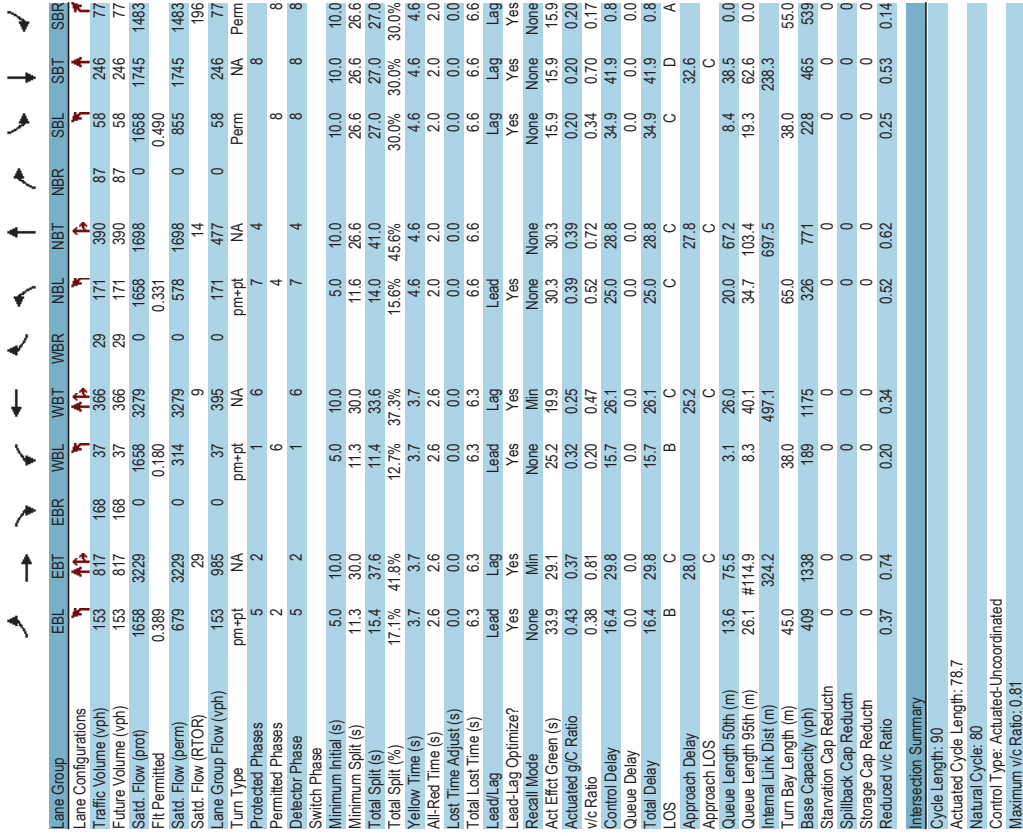 Lane Group EBL EBT EBR WBL WBT WBR NBL NBT NBR SBL SBT SBR
Lane Configurations
Traffic Volume (vph) 153 817 168 37 366 29 171 390 87 58 246 77
Future Volume (vph) 153 817 168 37 366 29 171 390 87 58 246 77
Satd. Flow (prot) 1658 3229 0 1658 3279 0 1658 1698 0 1658 1745 1483
Flt Permitted 0.389 0.180 0.331 0.490
Satd. Flow (perm) 679 3229 0 314 3279 0 578 1698 0 855 1745 1483
Satd. Flow (RTOR) 29 9 14 196
Lane Group Flow (vph) 153 985 0 37 395 0 171 477 0 58 246 77
Turn Type pm+pt NA pm+pt NA pm+pt NA Perm NA Perm
Protected Phases 5 2 1 6 7 4 8
Permitted Phases 2 6 4 8 8
Detector Phase 5 2 1 6 7 4 8 8 8
Switch Phase
Minimum Initial (s) 5.0 10.0 5.0 10.0 5.0 10.0 10.0 10.0 10.0
Minimum Split (s) 11.3 30.0 11.3 30.0 11.6 26.6 26.6 26.6 26.6
Total Split (s) 15.4 37.6 11.4 33.6 14.0 41.0 27.0 27.0 27.0
Total Split (%) 17.1% 41.8% 12.7% 37.3% 15.6% 45.6% 30.0% 30.0% 30.0%
Yellow Time (s) 3.7 3.7 3.7 3.7 4.6 4.6 4.6 4.6 4.6
All-Red Time (s) 2.6 2.6 2.6 2.6 2.0 2.0 2.0 2.0 2.0
Lost Time Adjust (s) 0.0 0.0 0.0 0.0 0.0 0.0 0.0 0.0 0.0
Total Lost Time (s) 6.3 6.3 6.3 6.3 6.6 6.6 6.6 6.6 6.6
Lead/Lag Lead Lag Lead Lag Lead Lag Lag Lag
Lead-Lag Optimize? Yes Yes Yes Yes Yes Yes Yes Yes
Recall Mode None Min None Min None None None None None
Act Effct Green (s) 33.9 29.1 25.2 19.9 30.3 30.3 15.9 15.9 15.9
Actuated g/C Ratio 0.43 0.37 0.32 0.25 0.39 0.39 0.20 0.20 0.20
v/c Ratio 0.38 0.81 0.20 0.47 0.52 0.72 0.34 0.70 0.17
Control Delay 16.4 29.8 15.7 26.1 25.0 28.8 34.9 41.9 0.8
Queue Delay 0.0 0.0 0.0 0.0 0.0 0.0 0.0 0.0 0.0
Total Delay 16.4 29.8 15.7 26.1 25.0 28.8 34.9 41.9 0.8
LOS B C B C C C C D A
Approach Delay 28.0 25.2 27.8 32.6
Approach LOS C C C C
Queue Length 50th (m) 13.6 75.5 3.1 26.0 20.0 67.2 8.4 38.5 0.0
Queue Length 95th (m) 26.1 #114.9 8.3 40.1 34.7 103.4 19.3 62.6 0.0
Internal Link Dist (m) 324.2 497.1 697.5 238.3
Turn Bay Length (m) 45.0 38.0 65.0 38.0 55.0
Base Capacity (vph) 409 1338 189 1175 326 771 228 465 539
Starvation Cap Reductn 0 0 0 0 0 0 0 0 0
Spillback Cap Reductn 0 0 0 0 0 0 0 0 0
Storage Cap Reductn 0 0 0 0 0 0 0 0 0
Reduced v/c Ratio 0.37 0.74 0.20 0.34 0.52 0.62 0.25 0.53 0.14
Intersection Summary
Cycle Length: 90
Actuated Cycle Length: 78.7
Natural Cycle: 80
Control Type: Actuated-Uncoordinated
Maximum v/c Ratio: 0.81